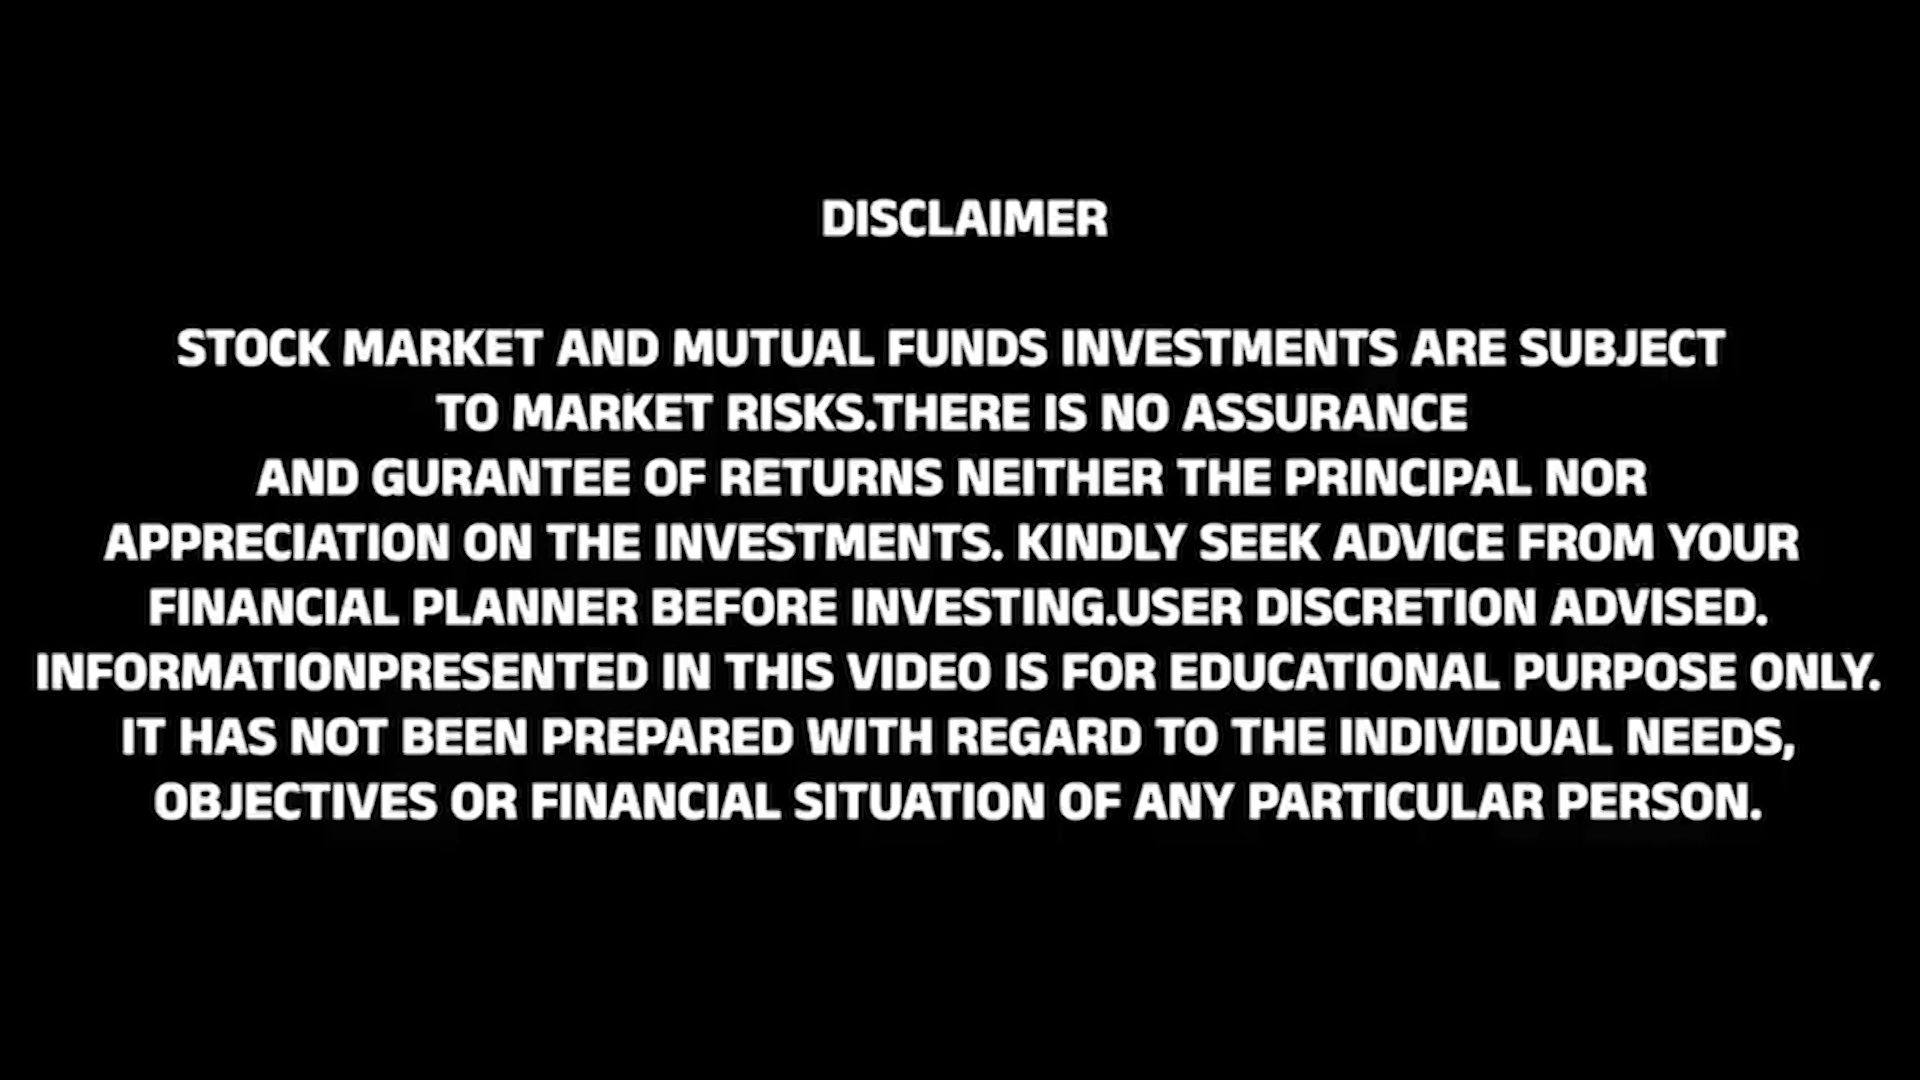 DISCLAIMER
STOCK MARKET AND MUTUAL FUNDS INVESTMENTS ARE SUBJECT
TO MARKET RISKS.THERE IS NO ASSURANCE
AND GURANTEE OF RETURNS NEITHER THE PRINCIPAL NOR
APPRECIATION ON THE INVESTMENTS. KINDLY SEEK ADVICE FROM YOUR
FINANCIAL PLANNER BEFORE INVESTING.USER DISCRETION ADVISED.
INFORMATIONPRESENTED IN THIS VIDEO IS FOR EDUCATIONAL PURPOSE ONLY.
IT HAS NOT BEEN PREPARED WITH REGARD TO THE INDIVIDUAL NEEDS,
OBJECTIVES OR FINANCIAL SITUATION OF ANY PARTICULAR PERSON.